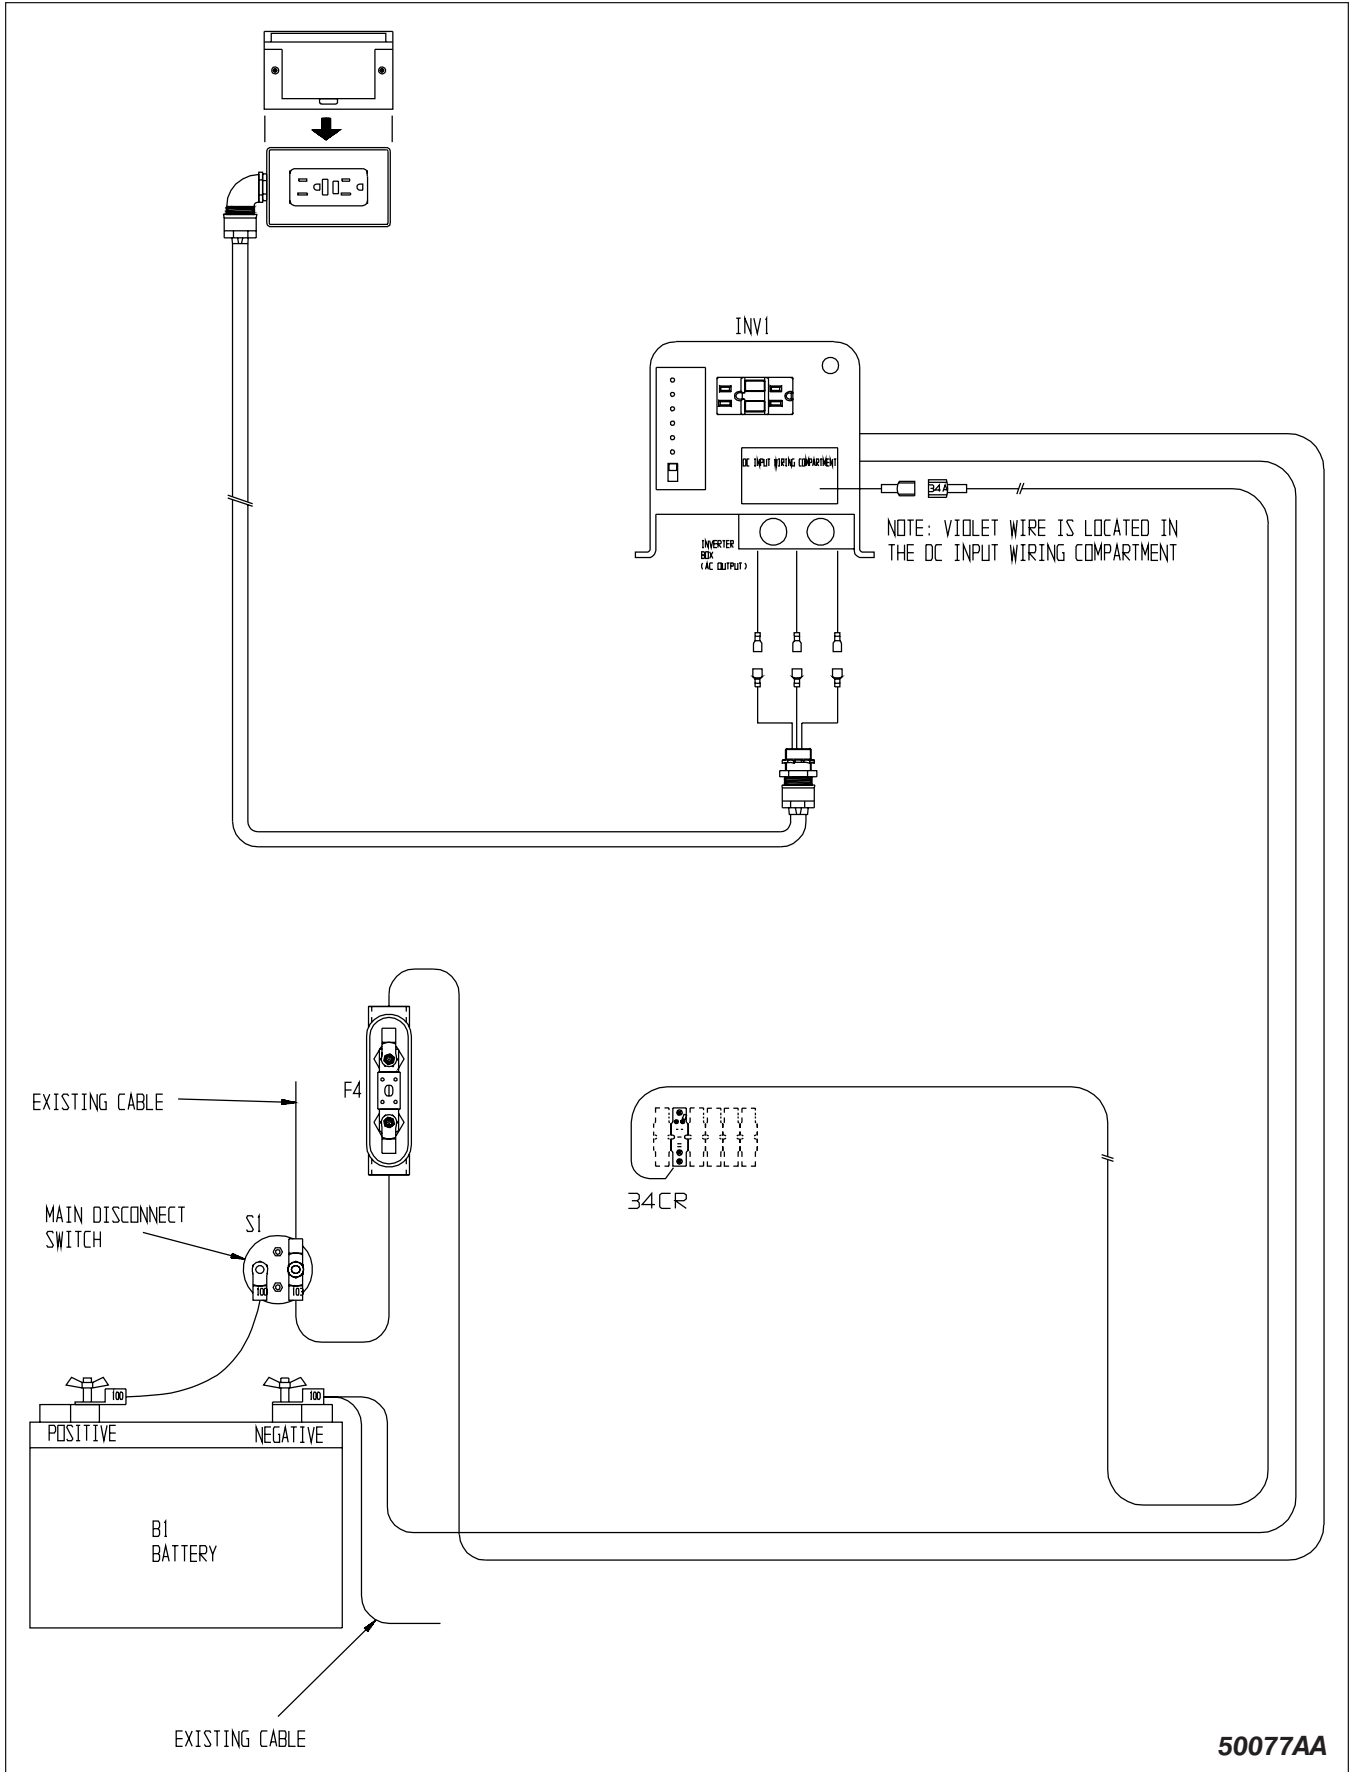 INV1
DC INPUT WIRING COMPARTMENT
34A
NOTE: VIOLET WIRE IS LOCATED IN
THE DC INPUT WIRING COMPARTMENT
INVERTER
BOX
(AC OUTPUT)
F4
EXISTING CABLE
34CR
MAIN DISCONNECT
SWITCH
S1
100
103
100
100
POSITIVE
NEGATIVE
B1
BATTERY
EXISTING CABLE
50077AA